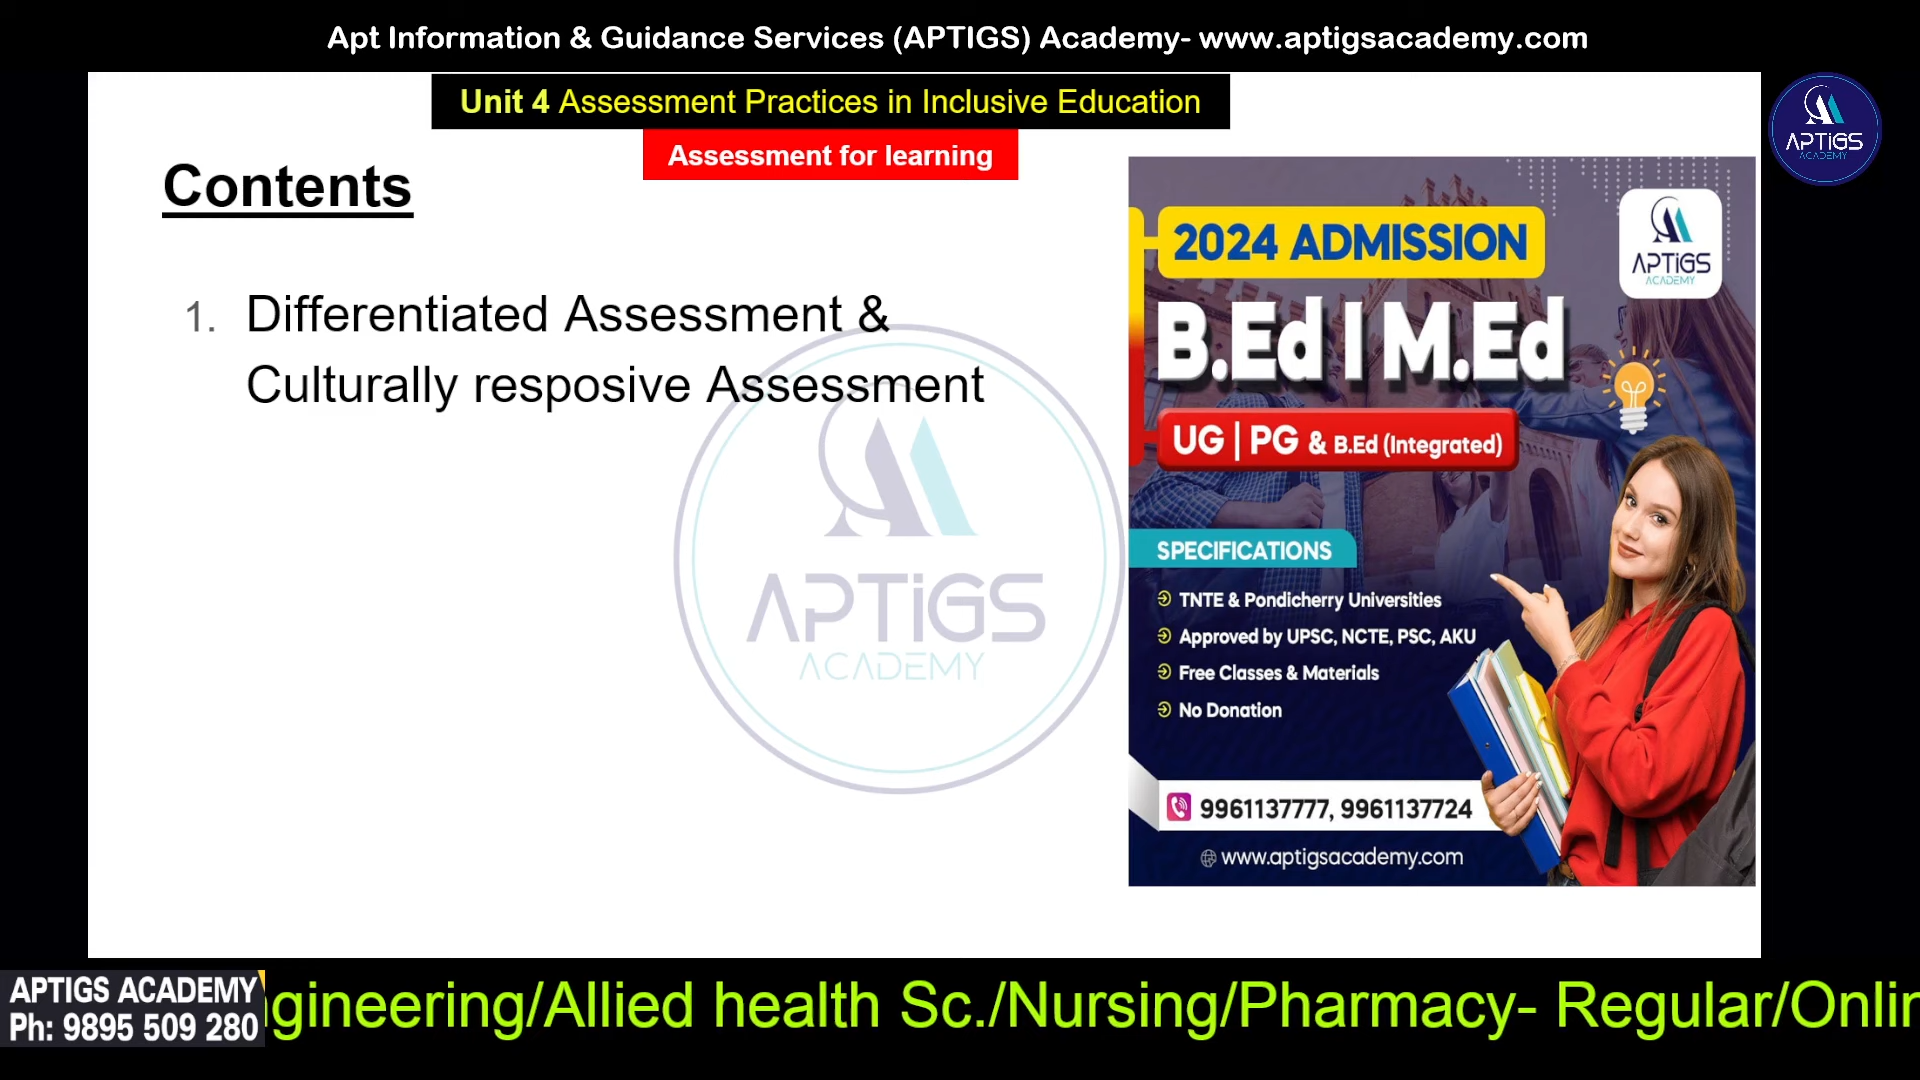 Apt Information & Guidance Services (APTIGS) Academy- www.aptigsacademy.com
Unit 4 Assessment Practices in Inclusive Education
Assessment for learning
APTiGS
ACADEMY
Contents
1. Differentiated Assessment &
Culturally resposive Assessment
APTiGS
ACADEMY
2024 ADMISSION
APTiGS
ACADEMY
B.Ed | M.Ed
UG | PG & B.Ed (Integrated)
SPECIFICATIONS
TNTE & Pondicherry Universities
Approved by UPSC, NCTE, PSC, AKU
Free Classes & Materials
No Donation
9961137777, 9961137724
www.aptigsacademy.com
APTIGS ACADEMY
Ph: 9895 509 280
gineering/Allied health Sc./Nursing/Pharmacy- Regular/Onlin